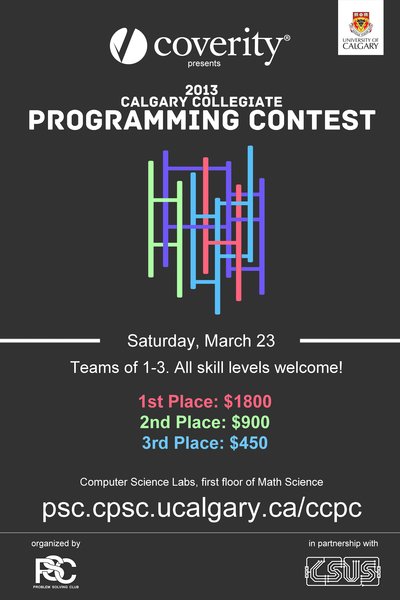 coverity®
presents
UNIVERSITY OF
CALGARY
2013
CALGARY COLLEGIATE
PROGRAMMING CONTEST
Saturday, March 23
Teams of 1-3. All skill levels welcome!
1st Place: $1800
2nd Place: $900
3rd Place: $450
Computer Science Labs, first floor of Math Science
psc.cpsc.ucalgary.ca/ccpc
organized by
PSC
PROBLEM SOLVING CLUB
in partnership with
CSUS